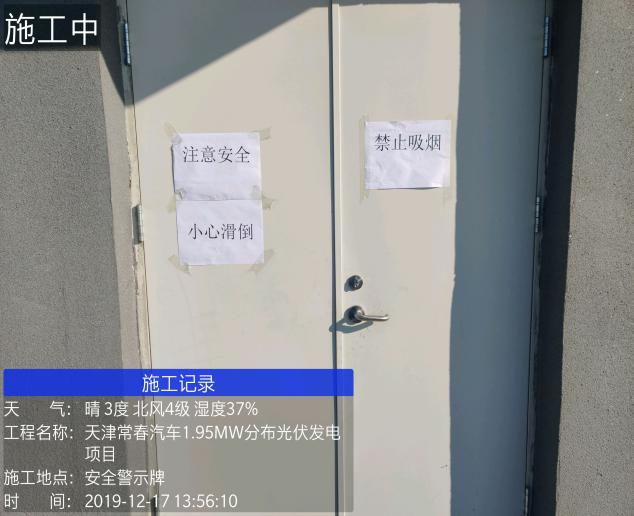 施工中
注意安全
禁止吸烟
小心滑倒
施工记录
天 气： 晴 3度 北风4级 湿度37%
工程名称： 天津常春汽车1.95MW分布光伏发电
项目
施工地点： 安全警示牌
时 间： 2019-12-17 13:56:10